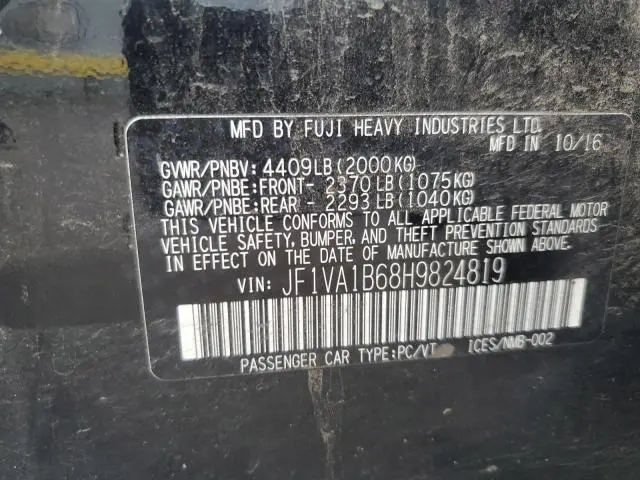 MFD BY FUJI HEAVY INDUSTRIES LTD.
MFD IN 10/16
GVWR/PNBV: 4409LB(2000KG)
GAWR/PNBE:FRONT- 2370LB(1075KG)
GAWR/PNBE:REAR - 2293LB(1040KG)
THIS VEHICLE CONFORMS TO ALL APPLICABLE FEDERAL MOTOR
VEHICLE SAFETY, BUMPER, AND THEFT PREVENTION STANDARDS
IN EFFECT ON THE DATE OF MANUFACTURE SHOWN ABOVE.
VIN: JF1VA1B68H9824819
PASSENGER CAR TYPE:PC/VT ICES/NMB-002